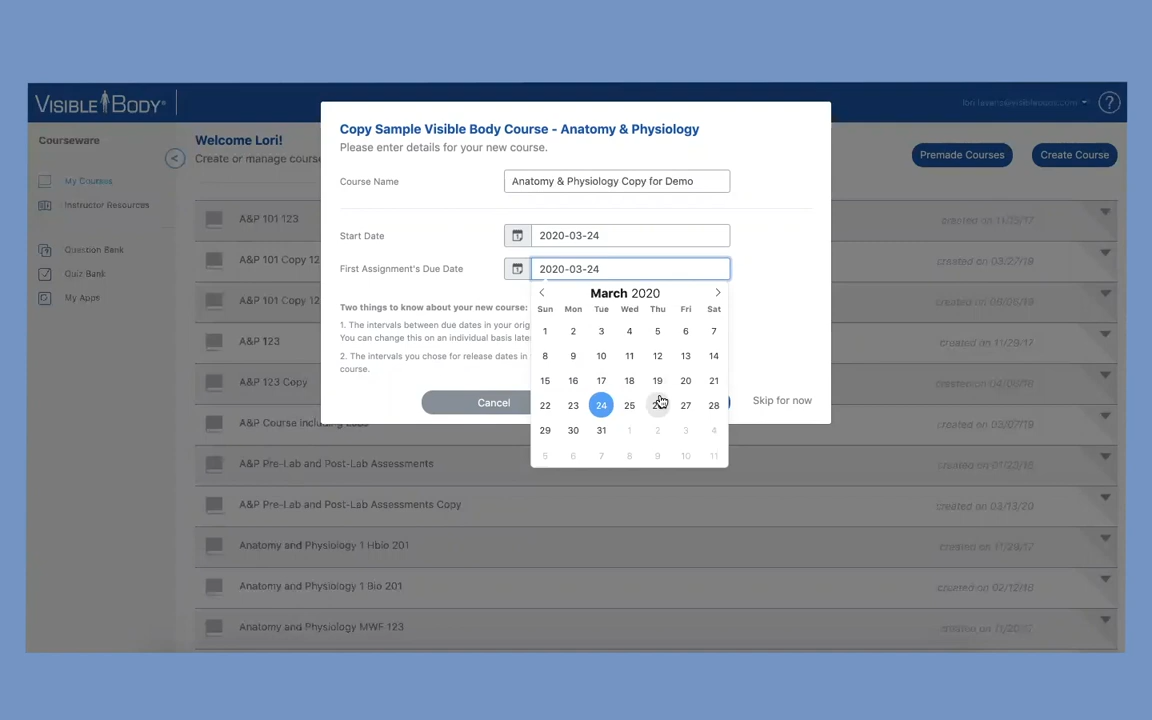 VISIBLE BODY®
?
Courseware
<
My Courses
Instructor Resources
Question Bank
Quiz Bank
My Apps
Welcome Lori!
Create or manage course
Premade Courses
Create Course
A&P 101 123
created on 11/25/17
A&P 101 Copy 12
created on 03/27/19
A&P 101 Copy 12
A&P 123
created on 11/29/17
A&P 123 Copy
created on 04/06/18
A&P Course including
created on 03/07/19
A&P Pre-Lab and Post-Lab Assessments
created on 01/23/18
A&P Pre-Lab and Post-Lab Assessments Copy
created on 03/13/20
Anatomy and Physiology 1 Hbio 201
created on 11/29/17
Anatomy and Physiology 1 Bio 201
created on 02/12/18
Anatomy and Physiology MWF 123
created on 11/20/17
Copy Sample Visible Body Course - Anatomy & Physiology
Please enter details for your new course.
Course Name
Anatomy & Physiology Copy for Demo
Start Date
2020-03-24
First Assignment's Due Date
2020-03-24
Two things to know about your new course:
1. The intervals between due dates in your orig
You can change this on an individual basis late
2. The intervals you chose for release dates in
course.
Cancel
Skip for now
March 2020
Sun Mon Tue Wed Thu Fri Sat
1 2 3 4 5 6 7
8 9 10 11 12 13 14
15 16 17 18 19 20 21
22 23 24 25 27 28
29 30 31 1 2 3 4
5 6 7 8 9 10 11